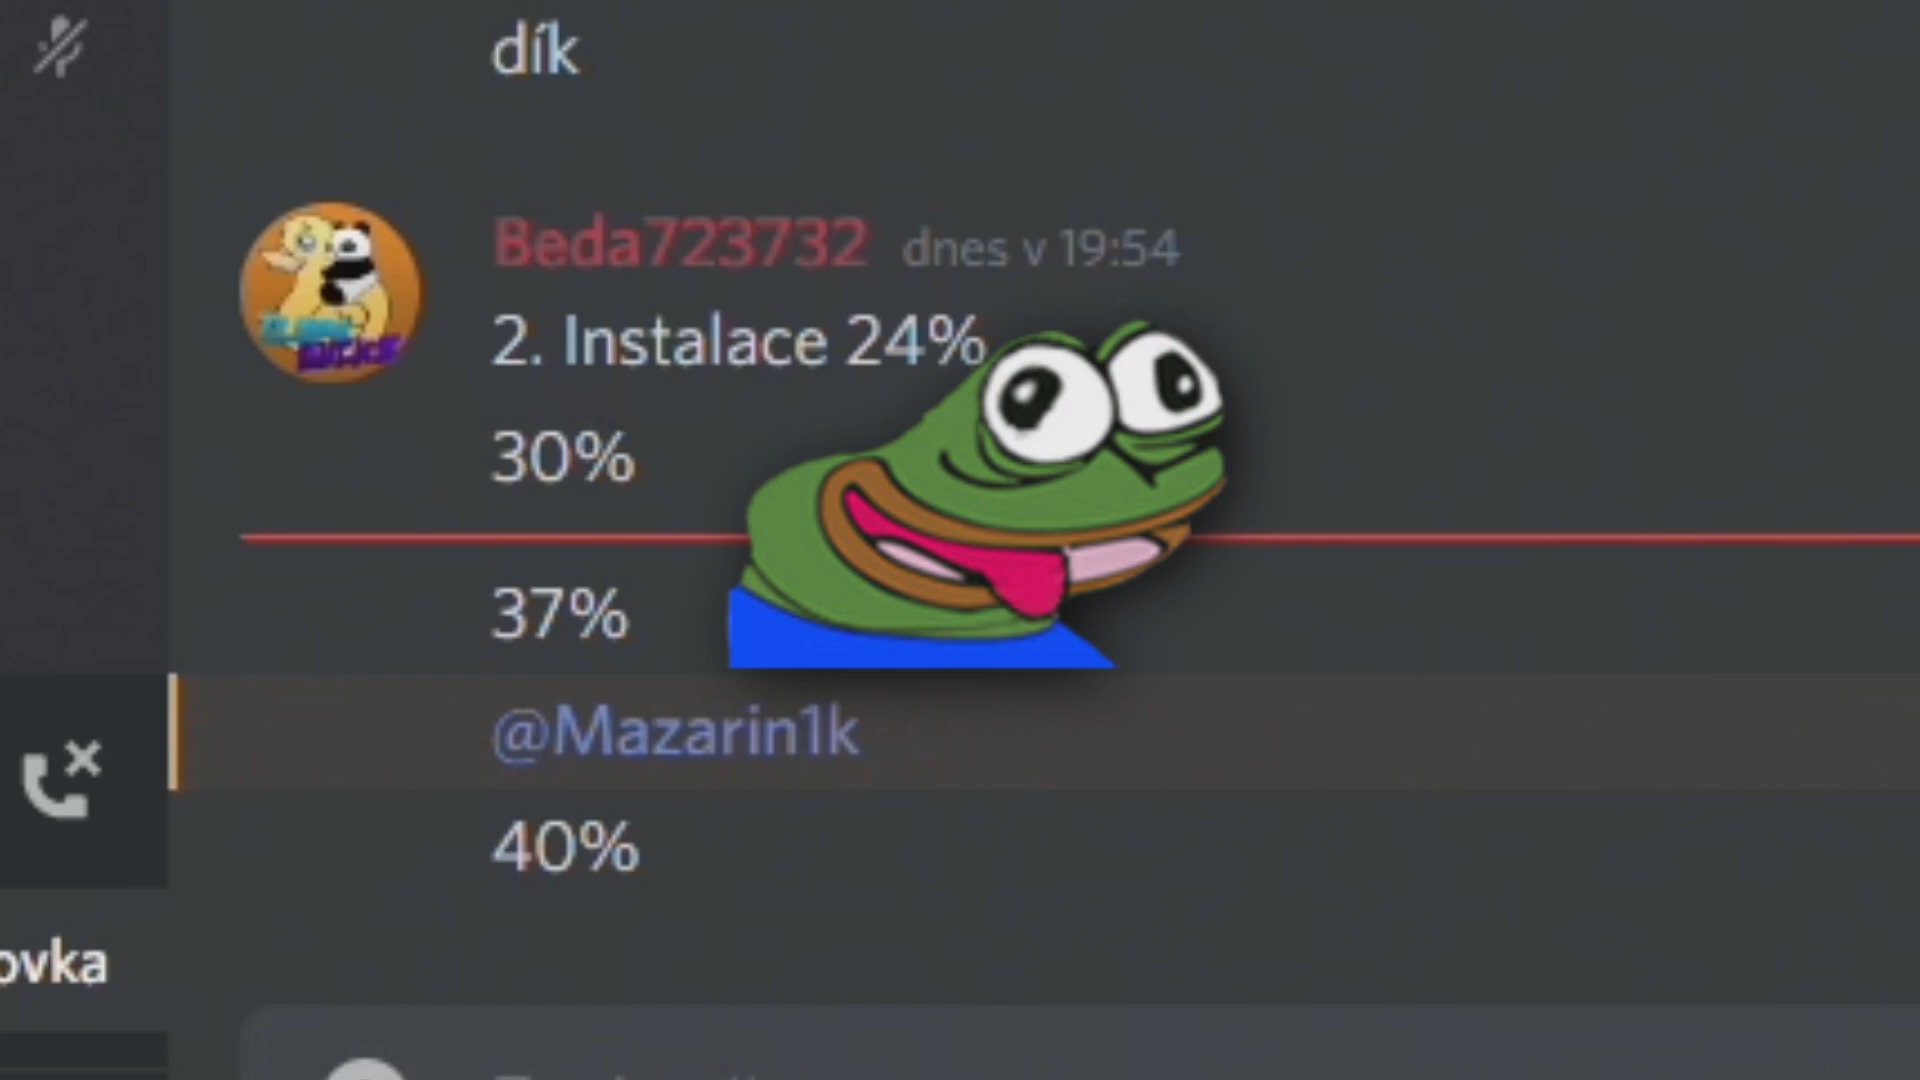 dík
Beda723732 dnes v 19:54
2. Instalace 24%
30%
37%
@Mazarin1k
40%
ovka